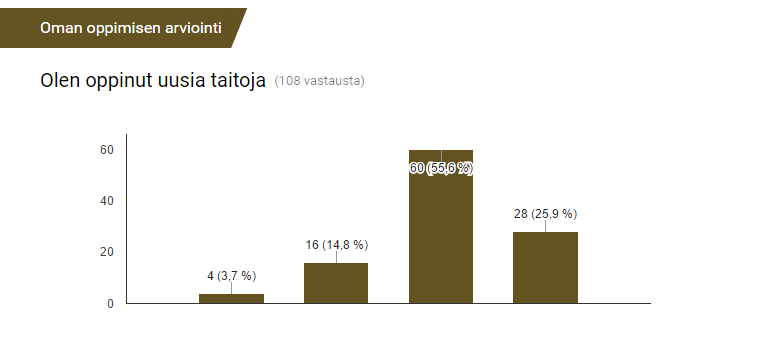 Oman oppimisen arviointi
Olen oppinut uusia taitoja (108 vastausta)
60
60 (55,6 %)
40
28 (25,9 %)
16 (14,8 %)
20
4 (3,7 %)
0